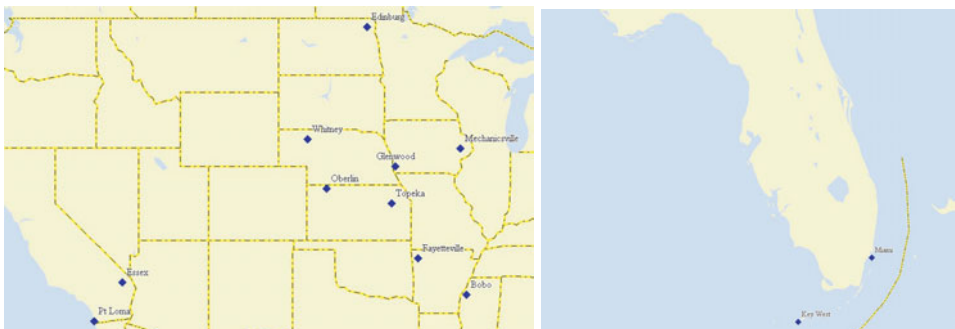 Edinburg
Whitney
Mechanicsville
Glenwood
Oberlin
Topeka
Fayetteville
Essex
Bobo
Pt Loma
Miami
Key West